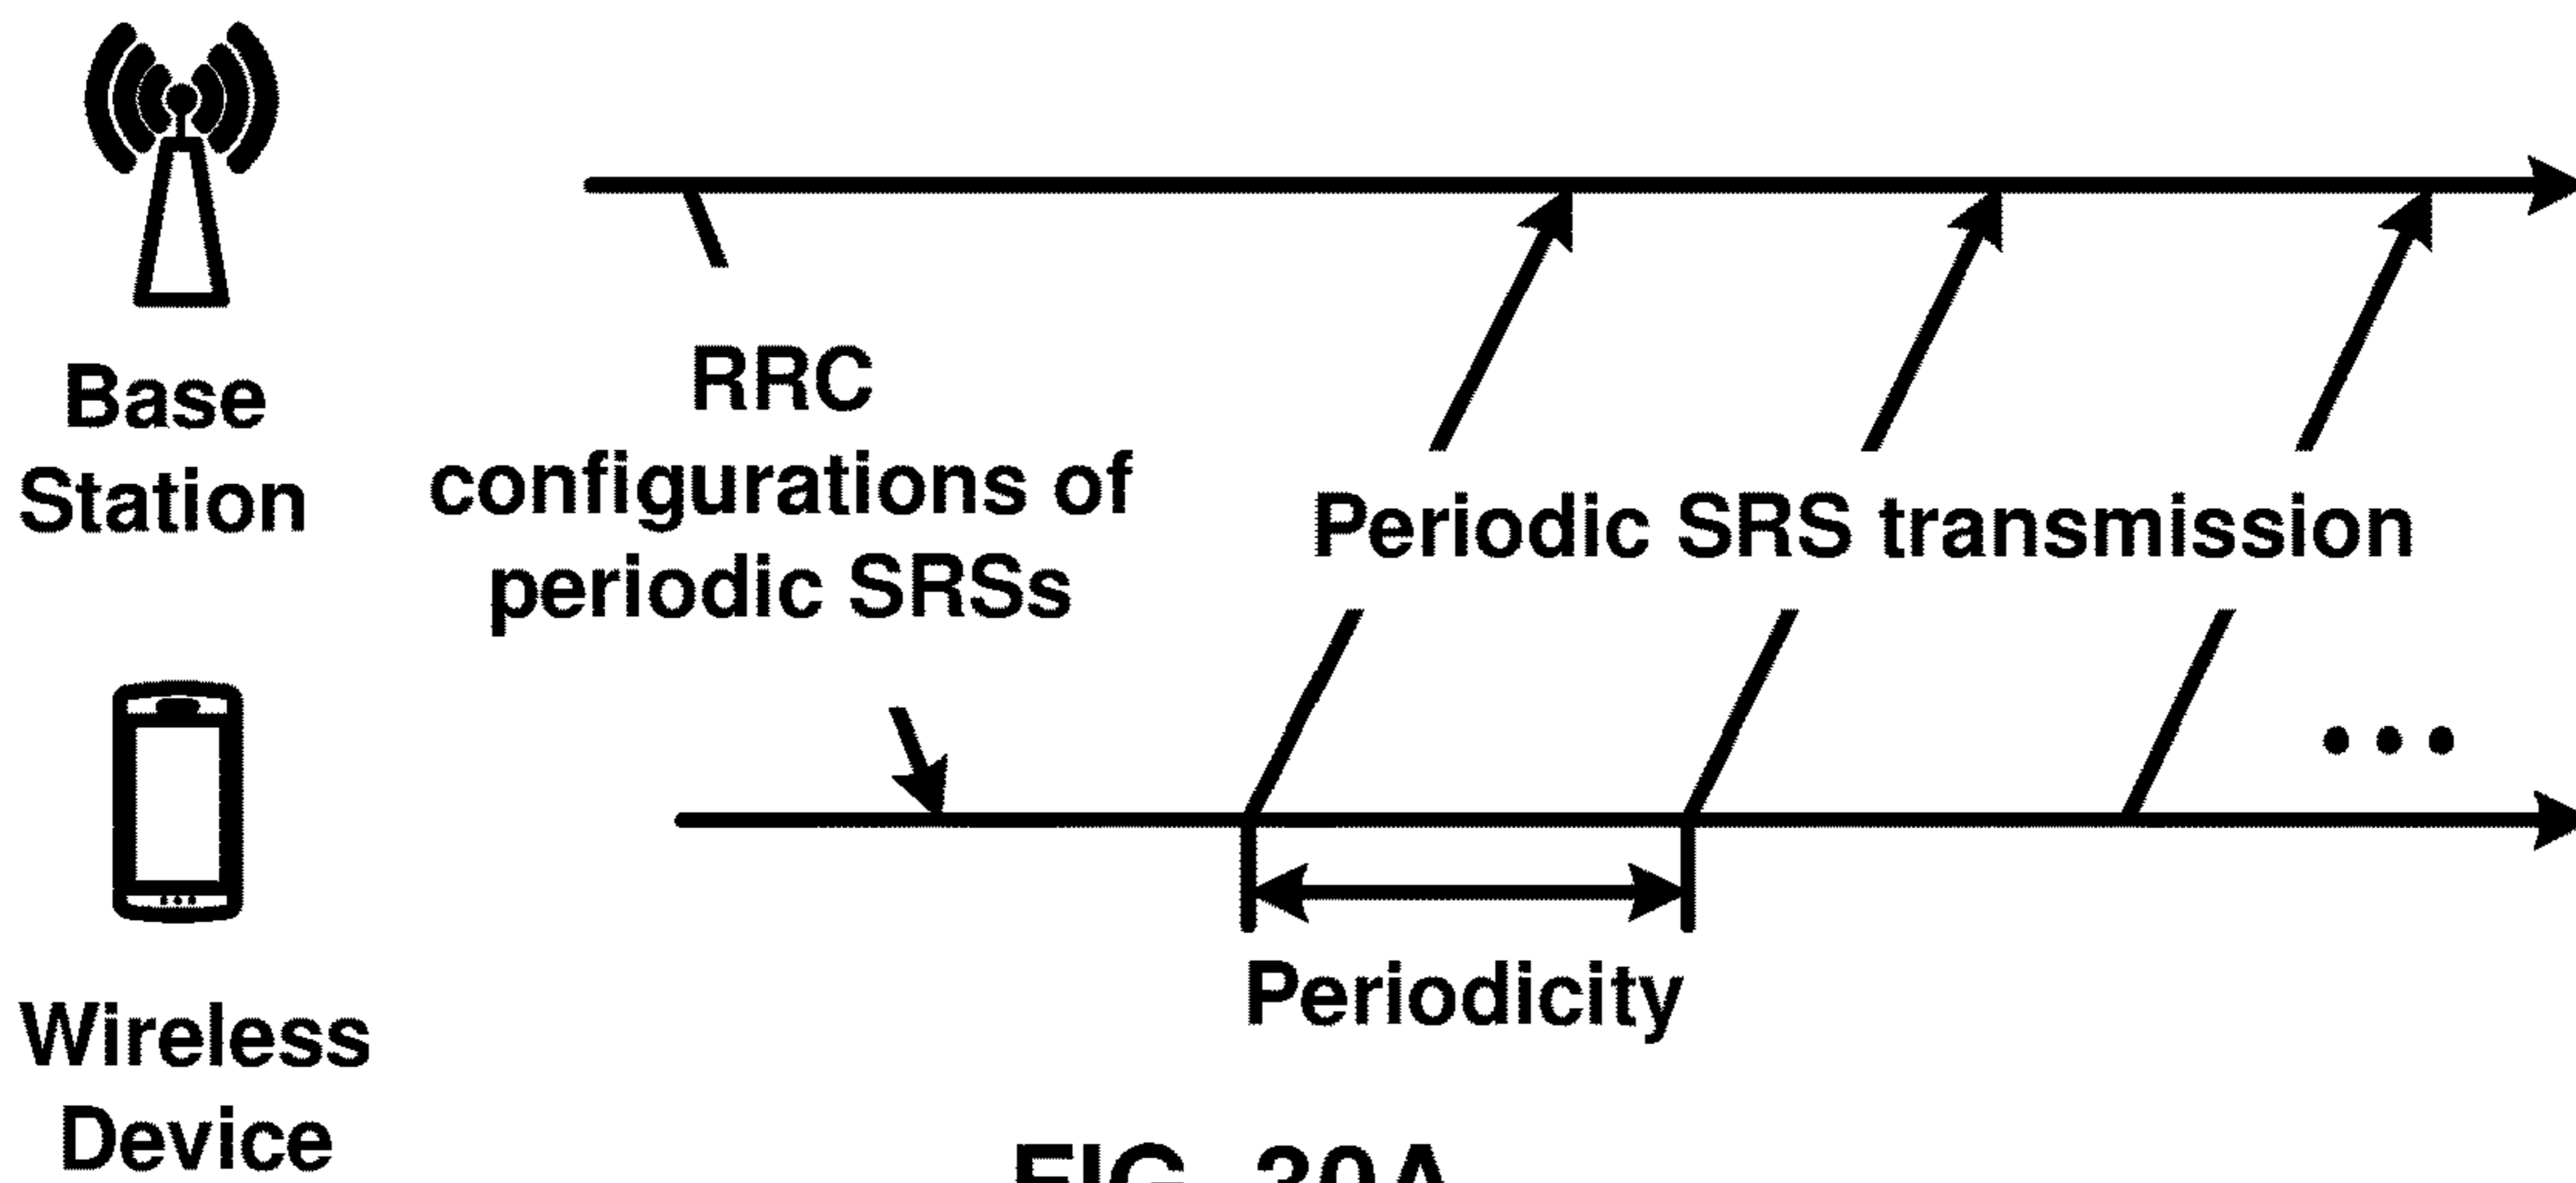 Base
Station
RRC
configurations of
periodic SRSs
Periodic SRS transmission
Periodicity
Wireless
Device